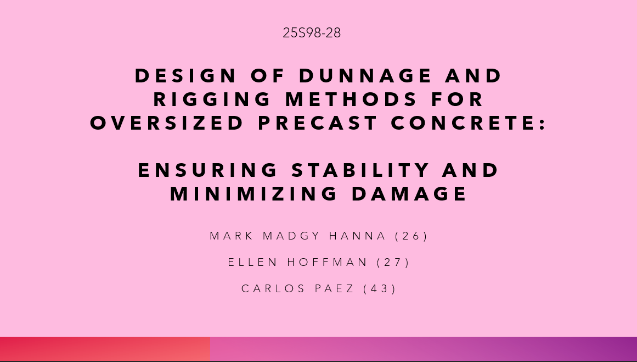 25S98-28
DESIGN OF DUNNAGE AND
RIGGING METHODS FOR
OVERSIZED PRECAST CONCRETE:
ENSURING STABILITY AND
MINIMIZING DAMAGE
MARK MADGY HANNA (26)
ELLEN HOFFMAN (27)
CARLOS PAEZ (43)